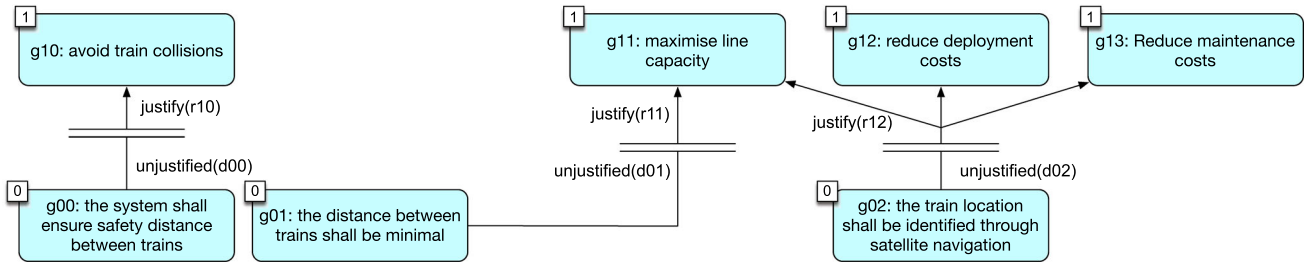 1
g10: avoid train collisions
1
g11: maximise line
capacity
1
g12: reduce deployment
costs
1
g13: Reduce maintenance
costs
justify(r10)
justify(r11)
justify(r12)
unjustified(d00)
unjustified(d01)
unjustified(d02)
0
g00: the system shall
ensure safety distance
between trains
0
g01: the distance between
trains shall be minimal
0
g02: the train location
shall be identified through
satellite navigation